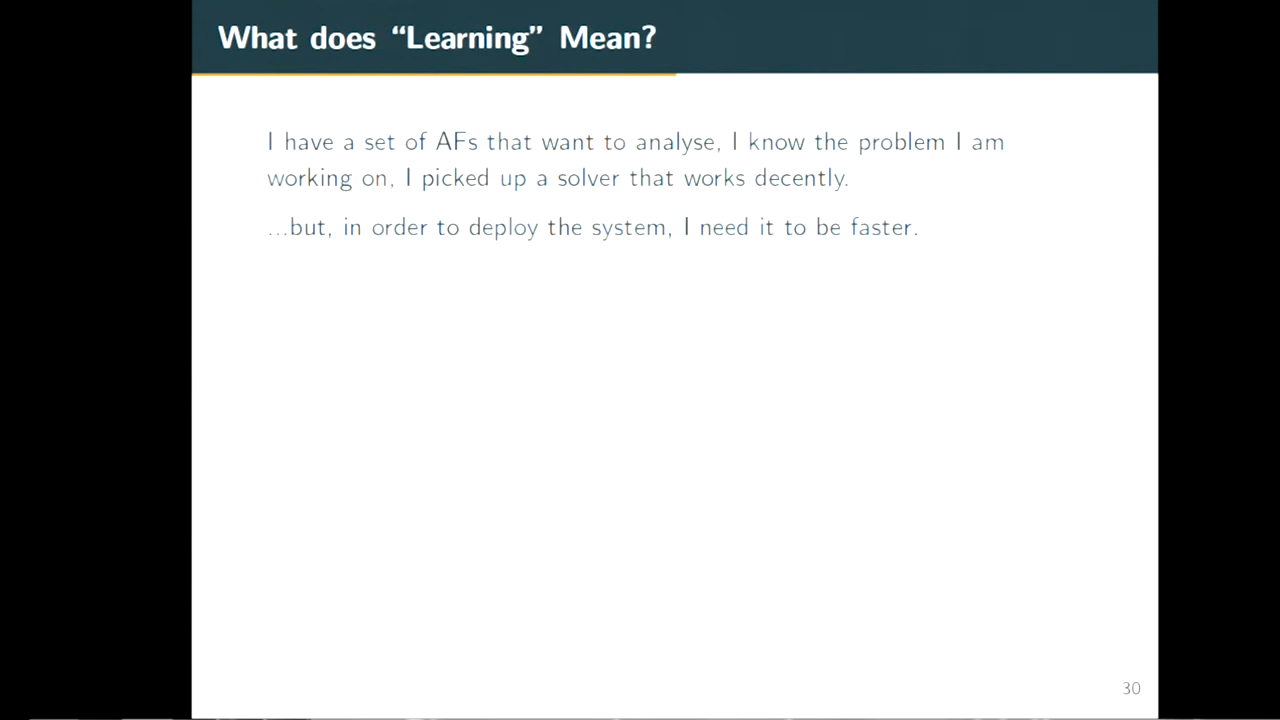 What does “Learning” Mean?
I have a set of AFs that want to analyse, I know the problem I am
working on, I picked up a solver that works decently.
...but, in order to deploy the system, I need it to be faster.
30